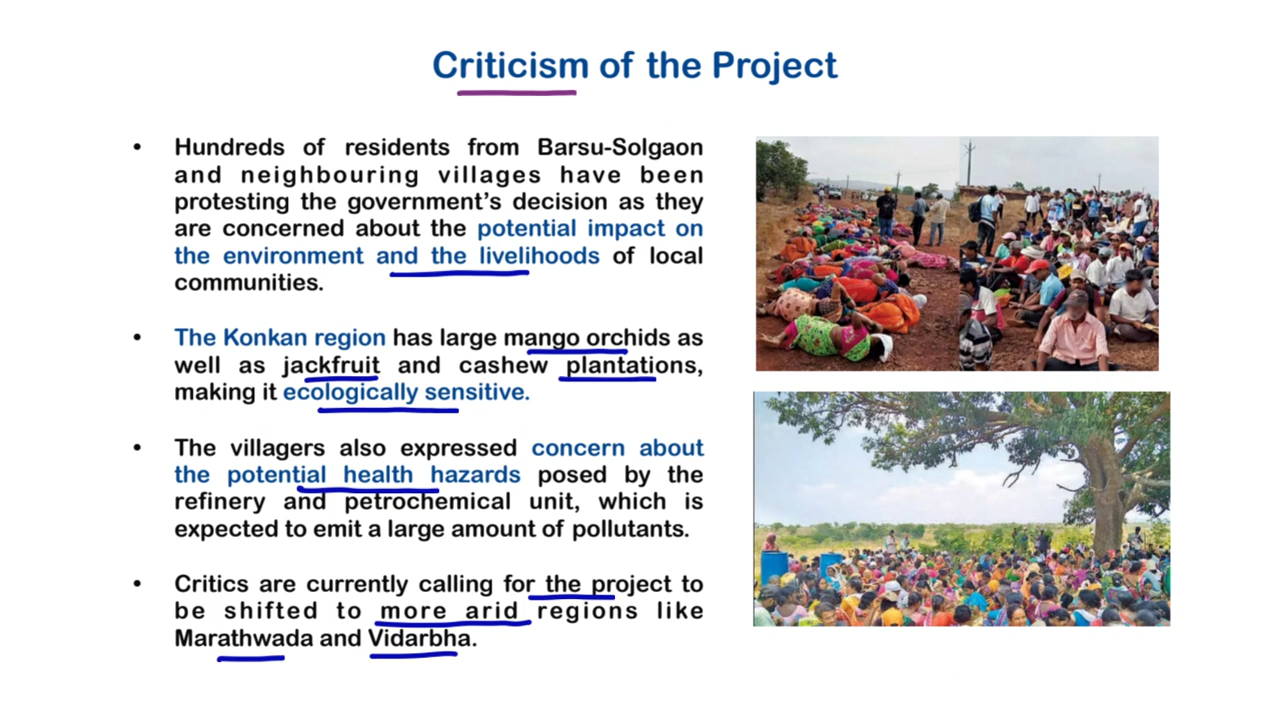 Criticism of the Project
• Hundreds of residents from Barsu-Solgaon
and neighbouring villages have been
protesting the government’s decision as they
are concerned about the potential impact on
the environment and the livelihoods of local
communities.
• The Konkan region has large mango orchids as
well as jackfruit and cashew plantations,
making it ecologically sensitive.
• The villagers also expressed concern about
the potential health hazards posed by the
refinery and petrochemical unit, which is
expected to emit a large amount of pollutants.
• Critics are currently calling for the project to
be shifted to more arid regions like
Marathwada and Vidarbha.